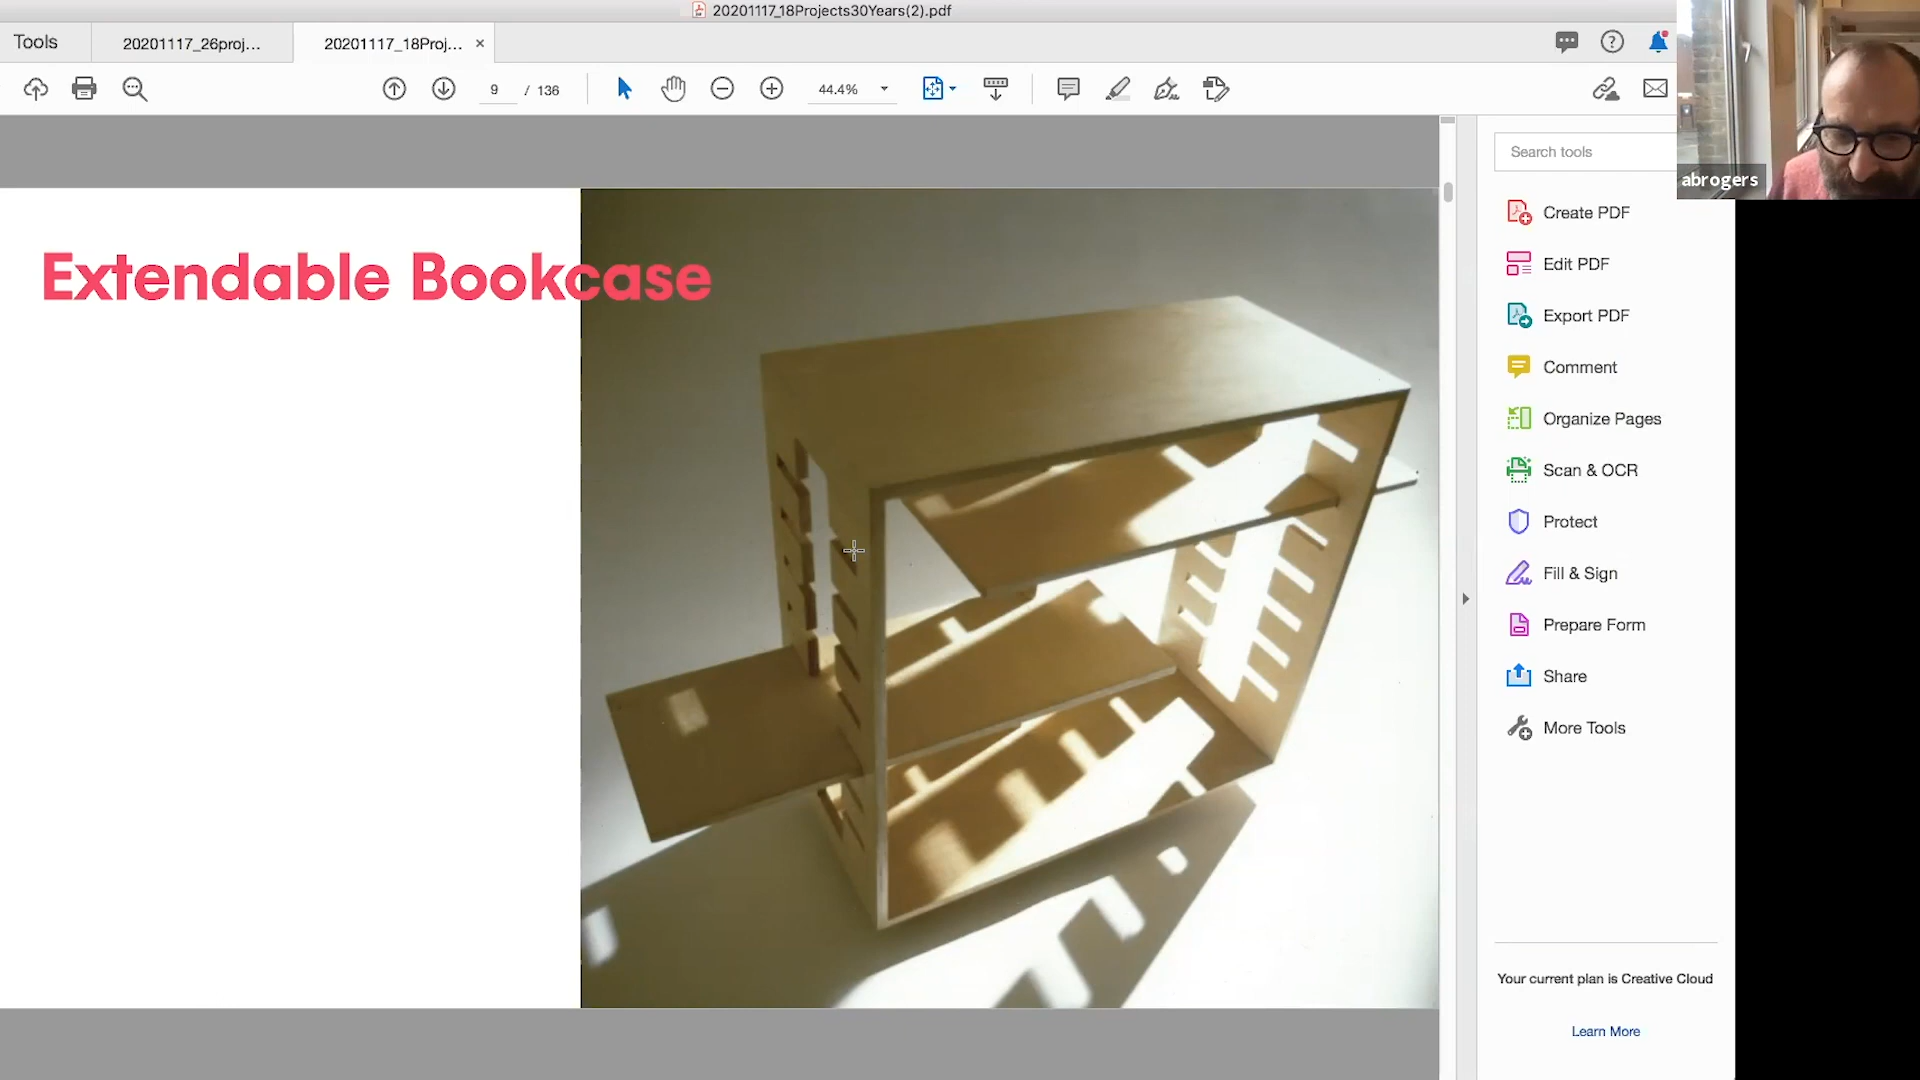 20201117_18Projects30Years(2).pdf
Tools
20201117_26proj...
20201117_18Proj...
9 / 136
44.4%
Search tools
abrogers
Extendable Bookcase
Create PDF
Edit PDF
Export PDF
Comment
Organize Pages
Scan & OCR
Protect
Fill & Sign
Prepare Form
Share
More Tools
Your current plan is Creative Cloud
Learn More